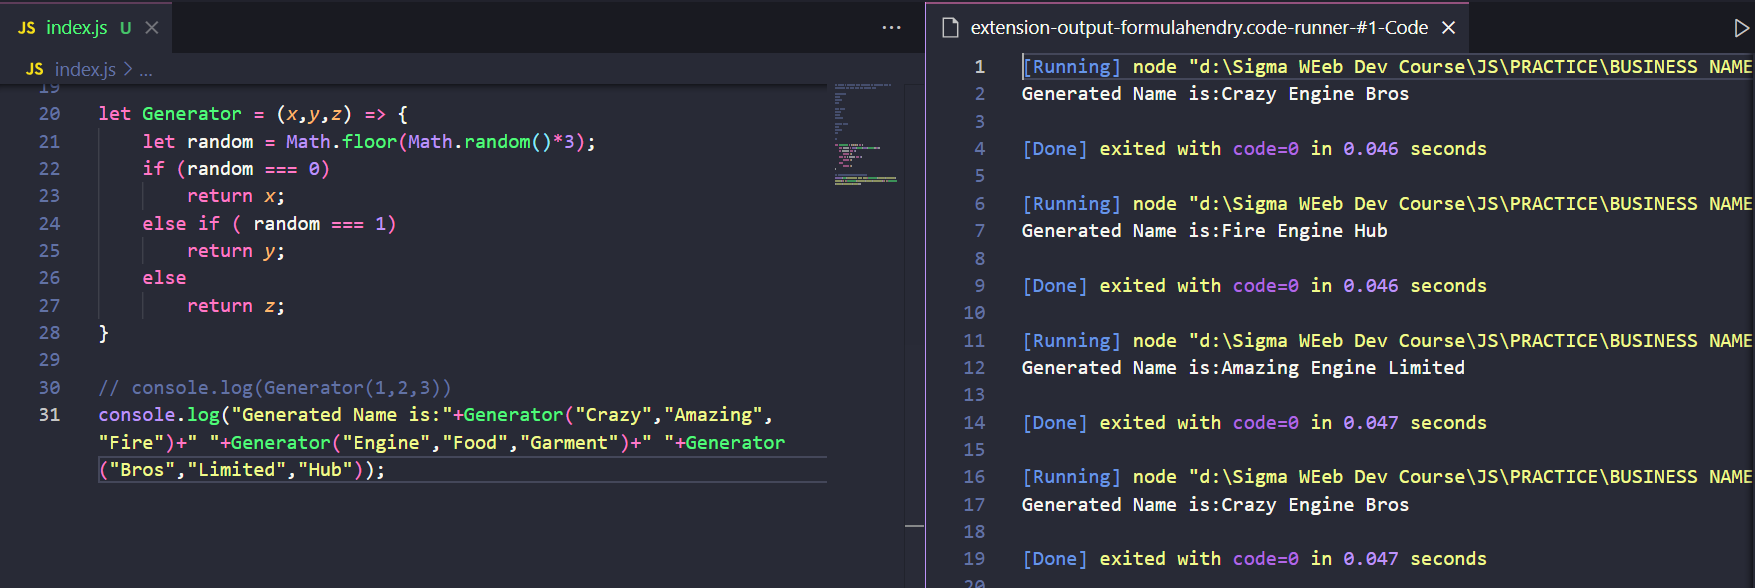 JS index.js U
JS index.js > ...
19
20 let Generator = (x,y,z) => {
21 let random = Math.floor(Math.random()*3);
22 if (random === 0)
23 return x;
24 else if ( random === 1)
25 return y;
26 else
27 return z;
28 }
29
30 // console.log(Generator(1,2,3))
31 console.log("Generated Name is:"+Generator("Crazy","Amazing",
"Fire")+" "+Generator("Engine","Food","Garment")+" "+Generator
("Bros","Limited","Hub"));
extension-output-formulahendry.code-runner-#1-Code
1 [Running] node "d:\Sigma WEeb Dev Course\JS\PRACTICE\BUSINESS NAME
2 Generated Name is:Crazy Engine Bros
3
4 [Done] exited with code=0 in 0.046 seconds
5
6 [Running] node "d:\Sigma WEeb Dev Course\JS\PRACTICE\BUSINESS NAME
7 Generated Name is:Fire Engine Hub
8
9 [Done] exited with code=0 in 0.046 seconds
10
11 [Running] node "d:\Sigma WEeb Dev Course\JS\PRACTICE\BUSINESS NAME
12 Generated Name is:Amazing Engine Limited
13
14 [Done] exited with code=0 in 0.047 seconds
15
16 [Running] node "d:\Sigma WEeb Dev Course\JS\PRACTICE\BUSINESS NAME
17 Generated Name is:Crazy Engine Bros
18
19 [Done] exited with code=0 in 0.047 seconds
20